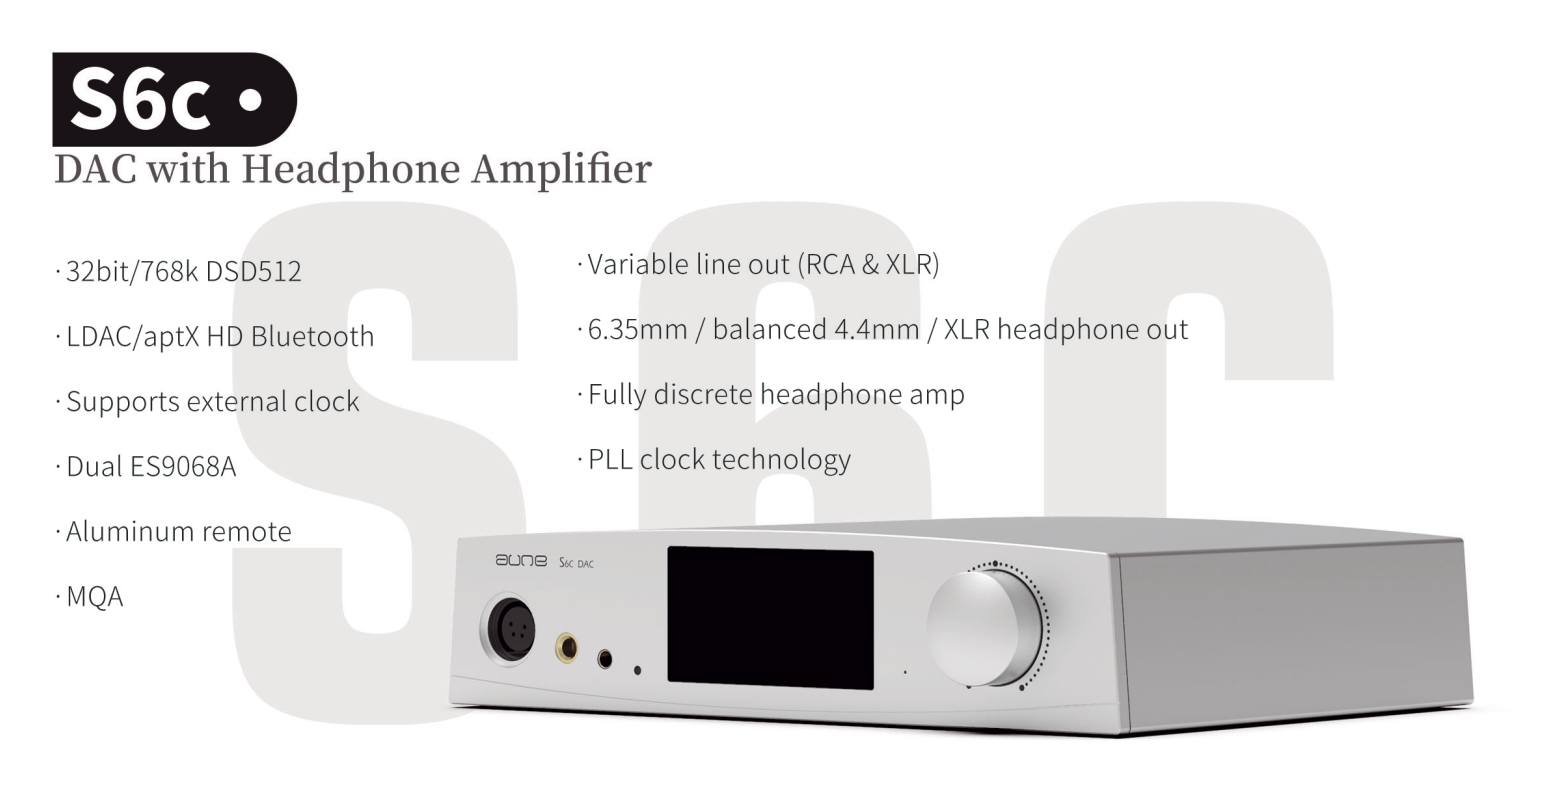 S6c
DAC with Headphone Amplifier
· 32bit/768k DSD512
· LDAC/aptX HD Bluetooth
· Supports external clock
· Dual ES9068A
· Aluminum remote
· MQA
· Variable line out (RCA & XLR)
· 6.35mm / balanced 4.4mm / XLR headphone out
· Fully discrete headphone amp
· PLL clock technology
S6C
aune S6C DAC